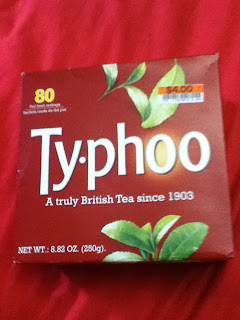 80
$4.00
Ty·phoo
A truly British Tea since 1903
NET WT.: 8.82 OZ. (250g).